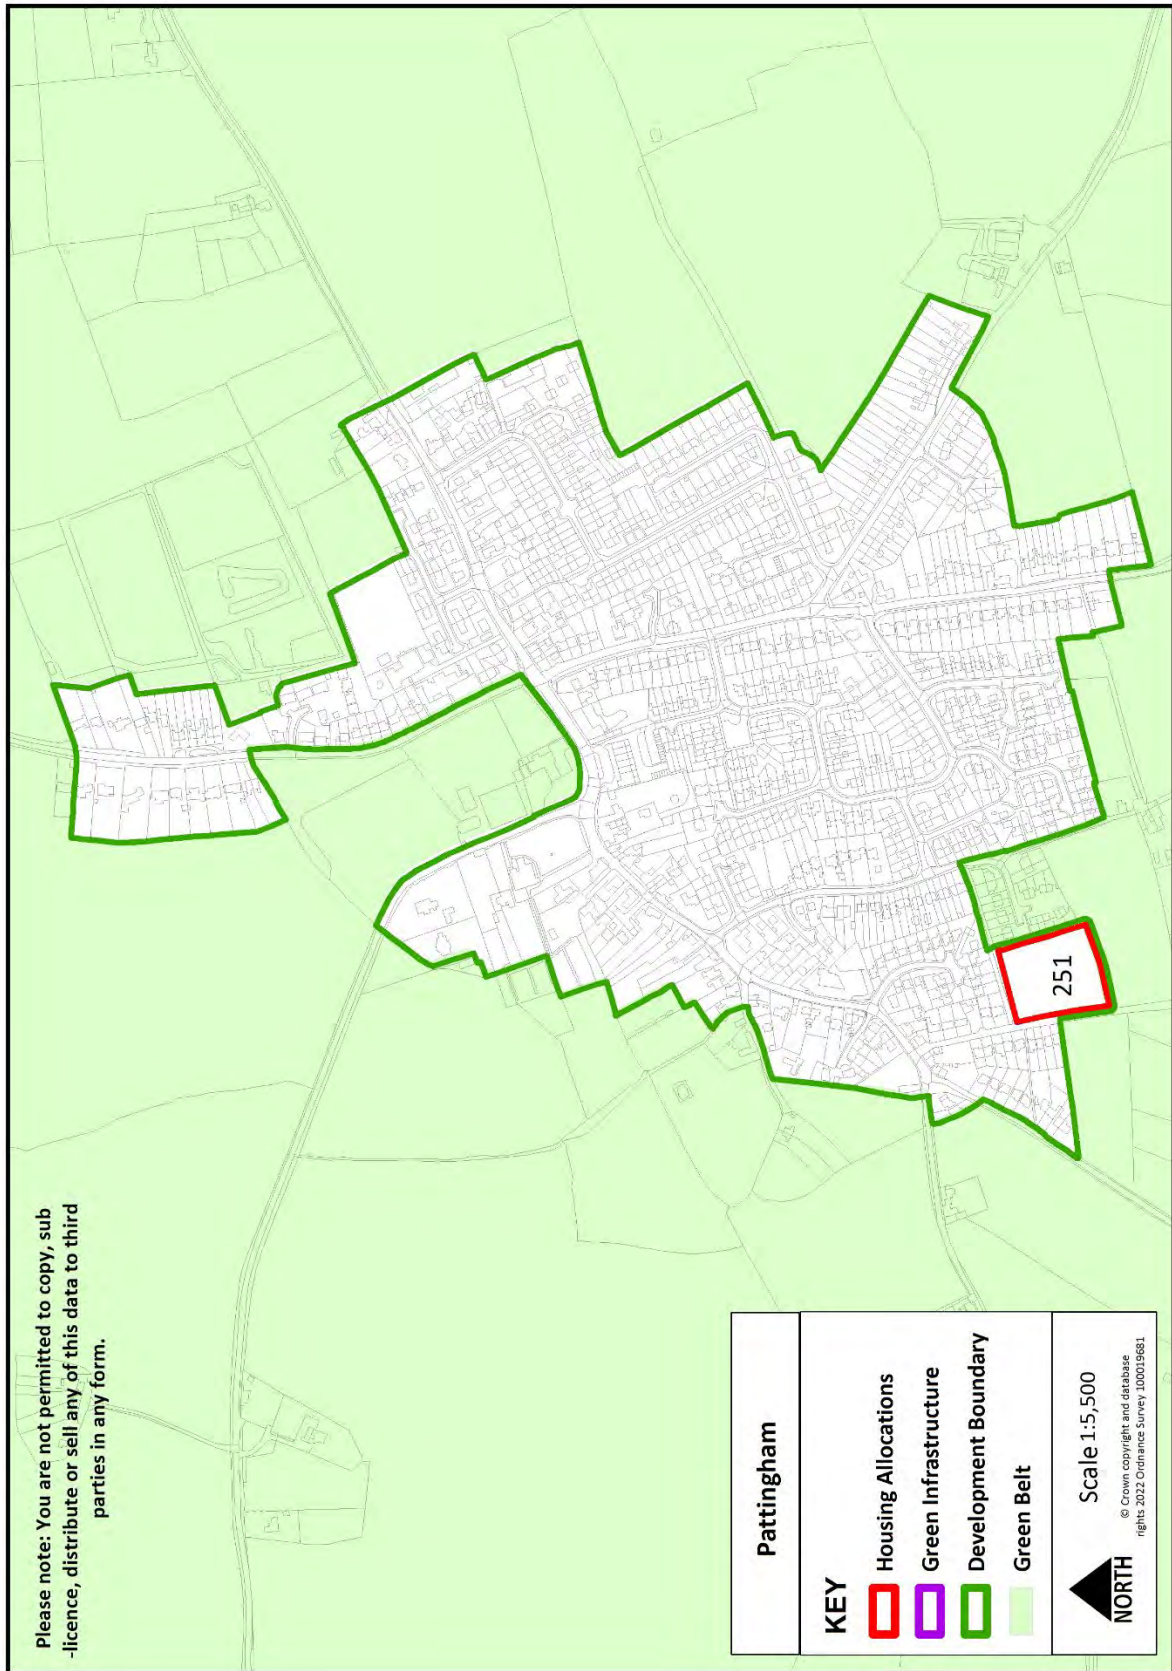 Please note: You are not permitted to copy, sub
-licence, distribute or sell any of this data to third
parties in any form.
251
Pattingham
KEY
Housing Allocations
Green Infrastructure
Development Boundary
Green Belt
NORTH
Scale 1:5,500
© Crown copyright and database
rights 2022 Ordnance Survey 100019681